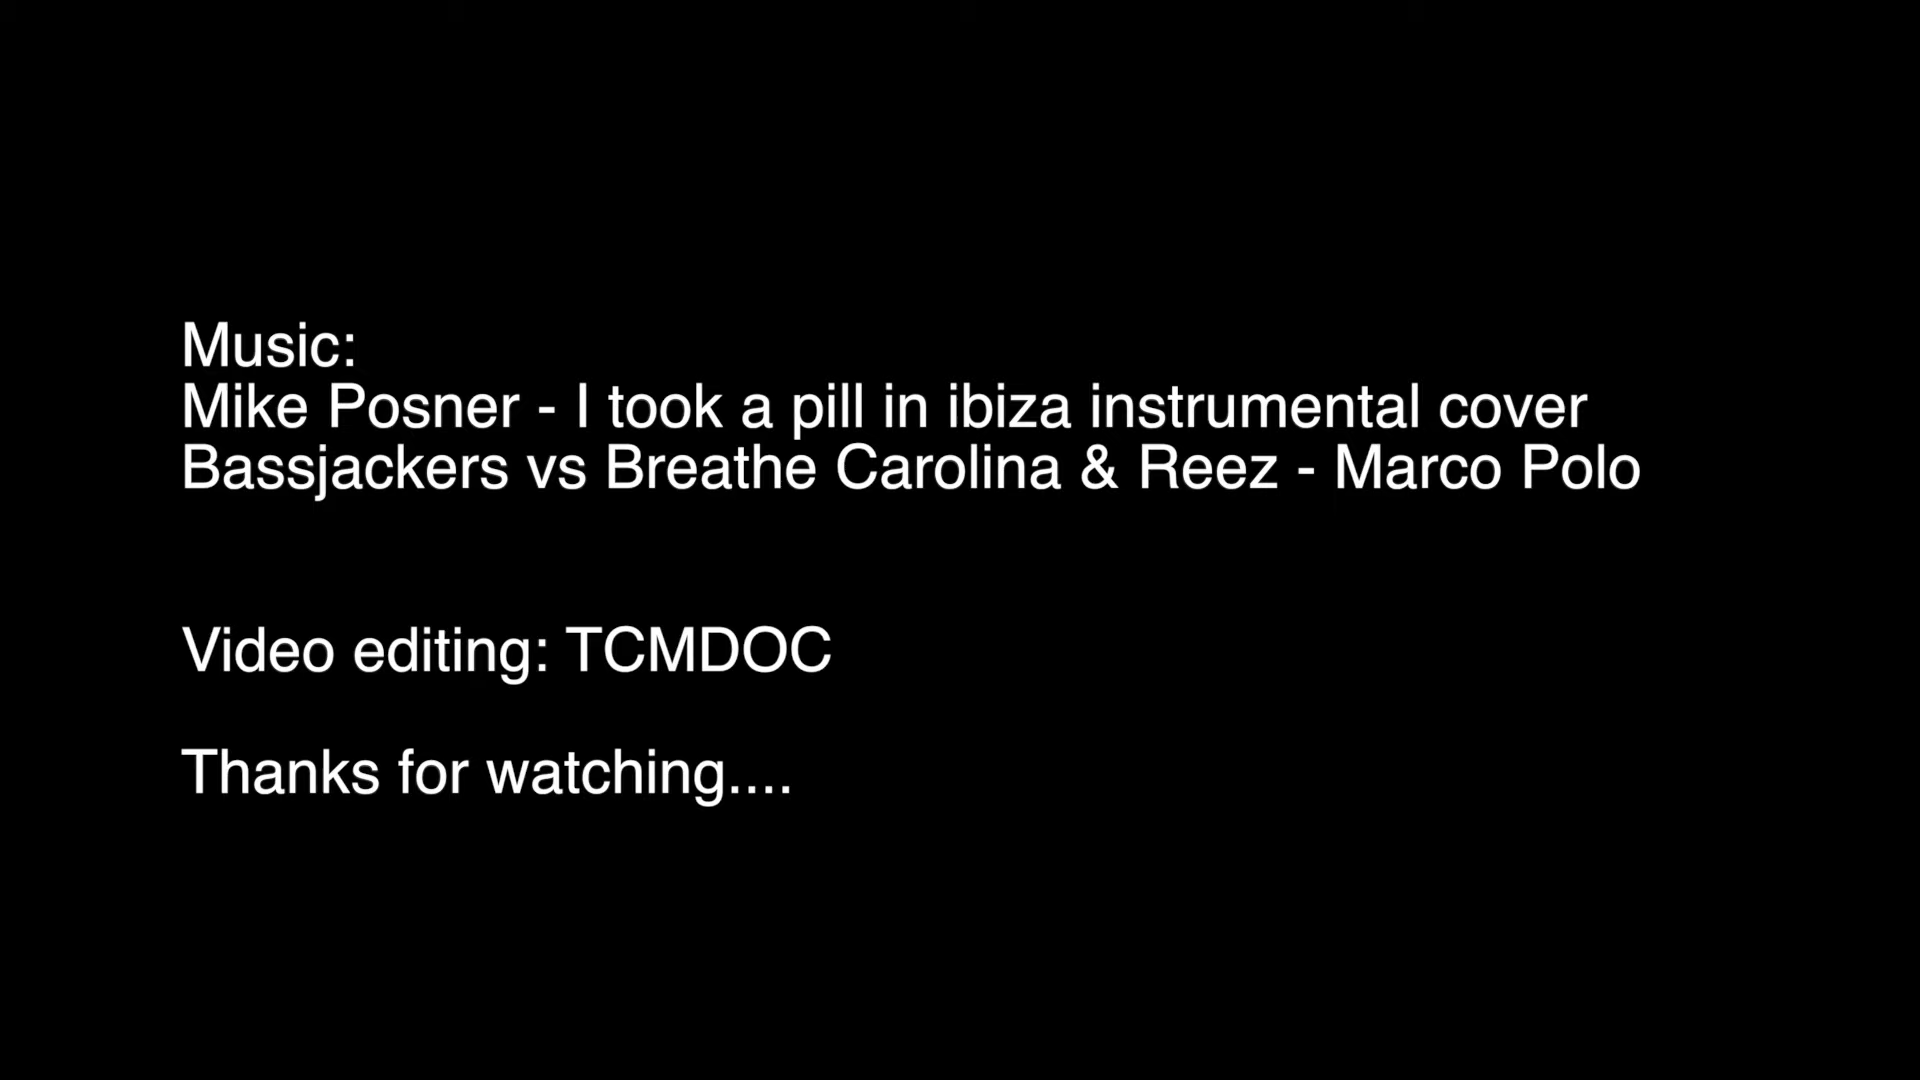 Music:
Mike Posner - I took a pill in ibiza instrumental cover
Bassjackers vs Breathe Carolina & Reez - Marco Polo
Video editing: TCMDOC
Thanks for watching....